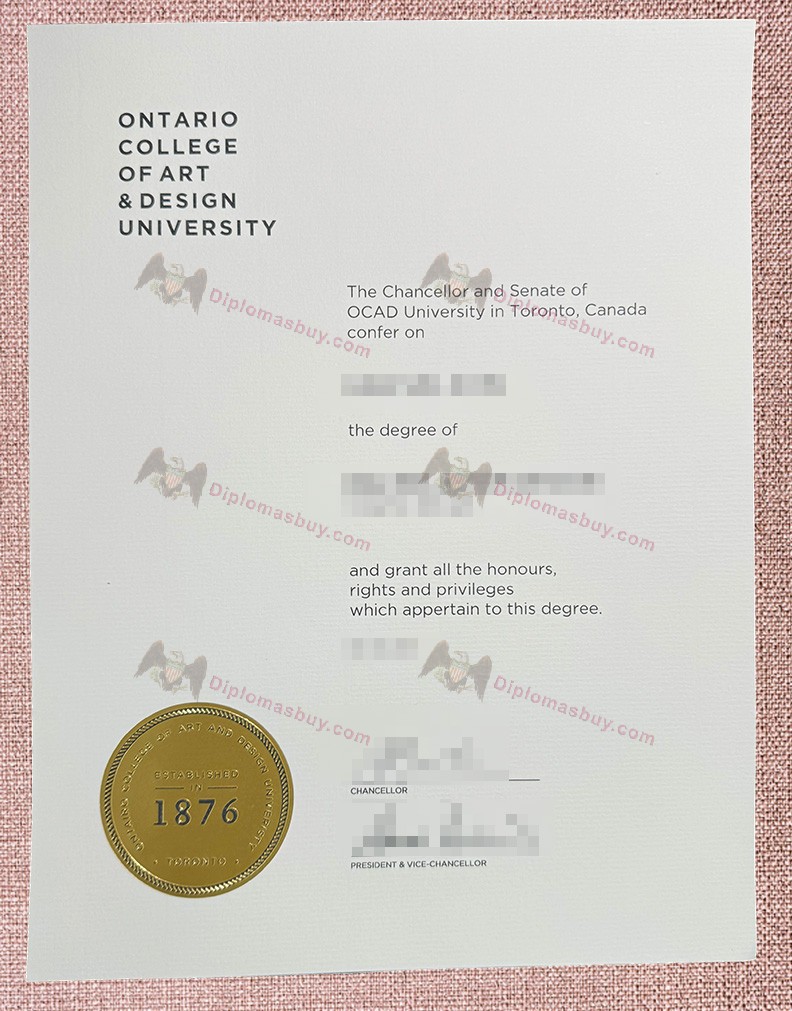 ONTARIO
COLLEGE
OF ART
& DESIGN
UNIVERSITY
The Chancellor and Senate of
OCAD University in Toronto, Canada
confer on
the degree of
and grant all the honours,
rights and privileges
which appertain to this degree.
CHANCELLOR
PRESIDENT & VICE-CHANCELLOR
ONTARIO COLLEGE OF ART AND DESIGN UNIVERSITY
ESTABLISHED
IN
1876
TORONTO
Diplomasbuy.com
Diplomasbuy.com
Diplomasbuy.com
Diplomasbuy.com
Diplomasbuy.com
Diplomasbuy.com